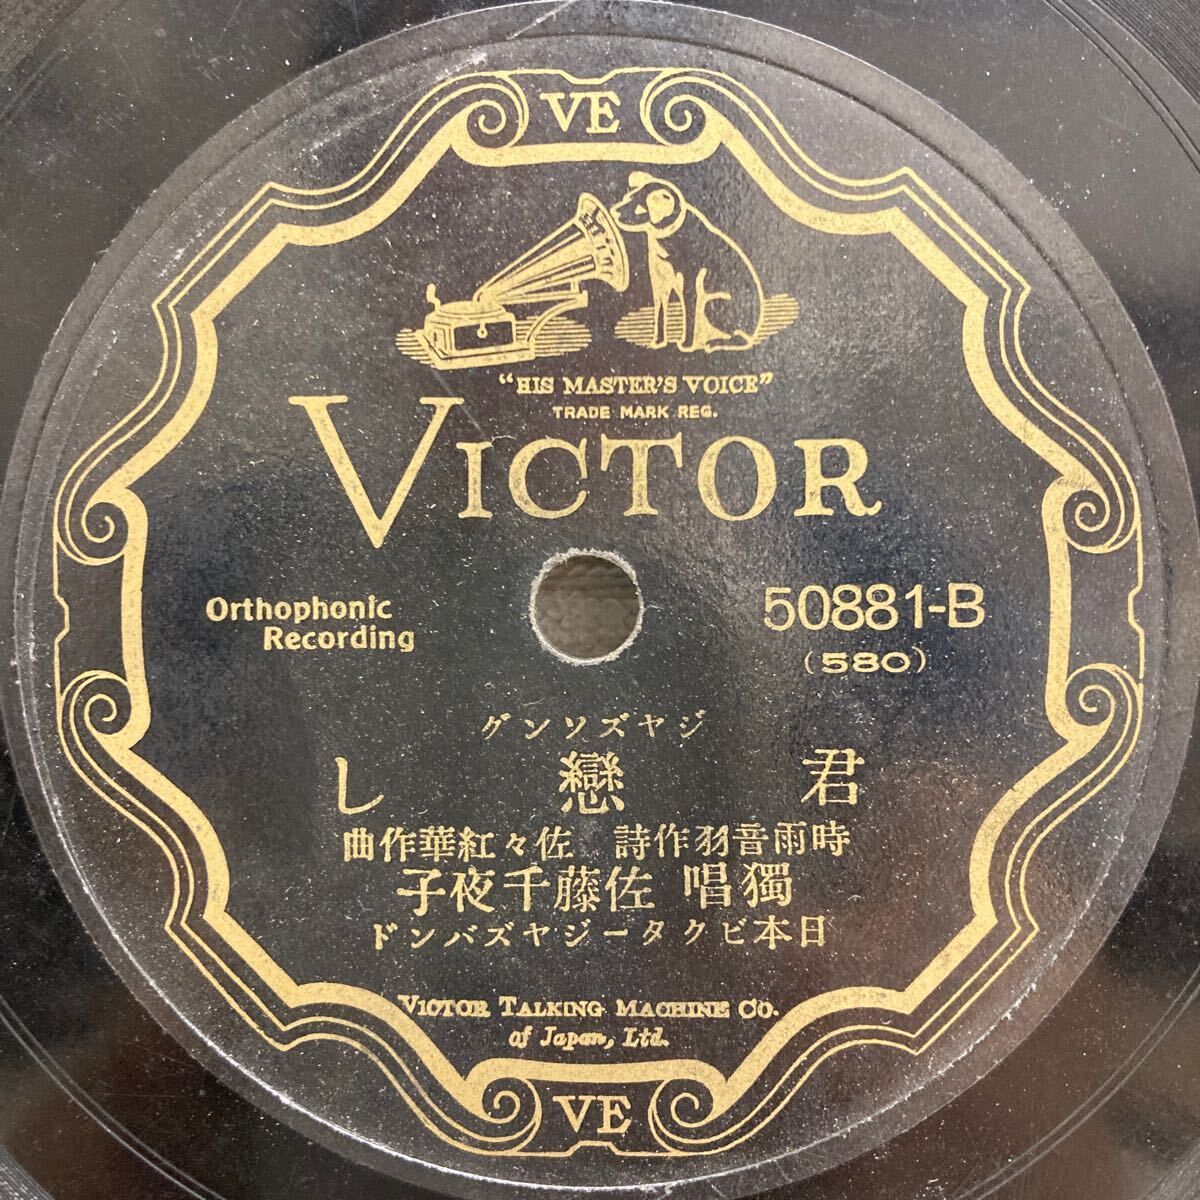 VE
"HIS MASTER'S VOICE"
TRADE MARK REG.
VICTOR
Orthophonic
Recording
50881-B
(580)
ジヤズソング
君戀し
時雨音羽作詩 佐々紅華作曲
獨唱 佐藤千夜子
日本ビクタージヤズバンド
VICTOR TALKING MACHINE CO.
of Japan, Ltd.
VE